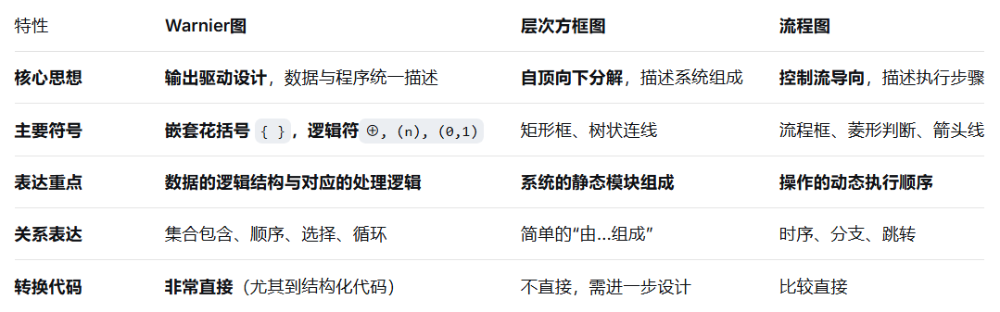 特性 Warnier图 层次方框图 流程图
核心思想 输出驱动设计，数据与程序统一描述 自顶向下分解，描述系统组成 控制流导向，描述执行步骤
主要符号 嵌套花括号 { }，逻辑符 ⊕, (n), (0,1) 矩形框、树状连线 流程框、菱形判断、箭头线
表达重点 数据的逻辑结构与对应的处理逻辑 系统的静态模块组成 操作的动态执行顺序
关系表达 集合包含、顺序、选择、循环 简单的“由...组成” 时序、分支、跳转
转换代码 非常直接（尤其到结构化代码） 不直接，需进一步设计 比较直接